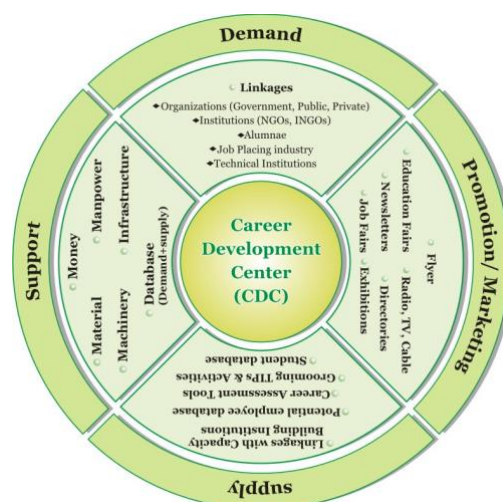 Demand
Linkages
Organizations (Government, Public, Private)
Institutions (NGOs, INGOs)
Alumnae
Job Placing industry
Technical Institutions
Promotion/ Marketing
Flyer
Education Fairs
Radio, TV, Cable
Newsletters
Directories
Job Fairs
Exhibitions
supply
Linkages with Capacity
Building Institutions
Potential employee database
Career Assessment Tools
Grooming TIPs & Activities
Student database
Support
Money
Material
Manpower
Machinery
Infrastructure
Database
(Demand+supply)
Career
Development
Center
(CDC)